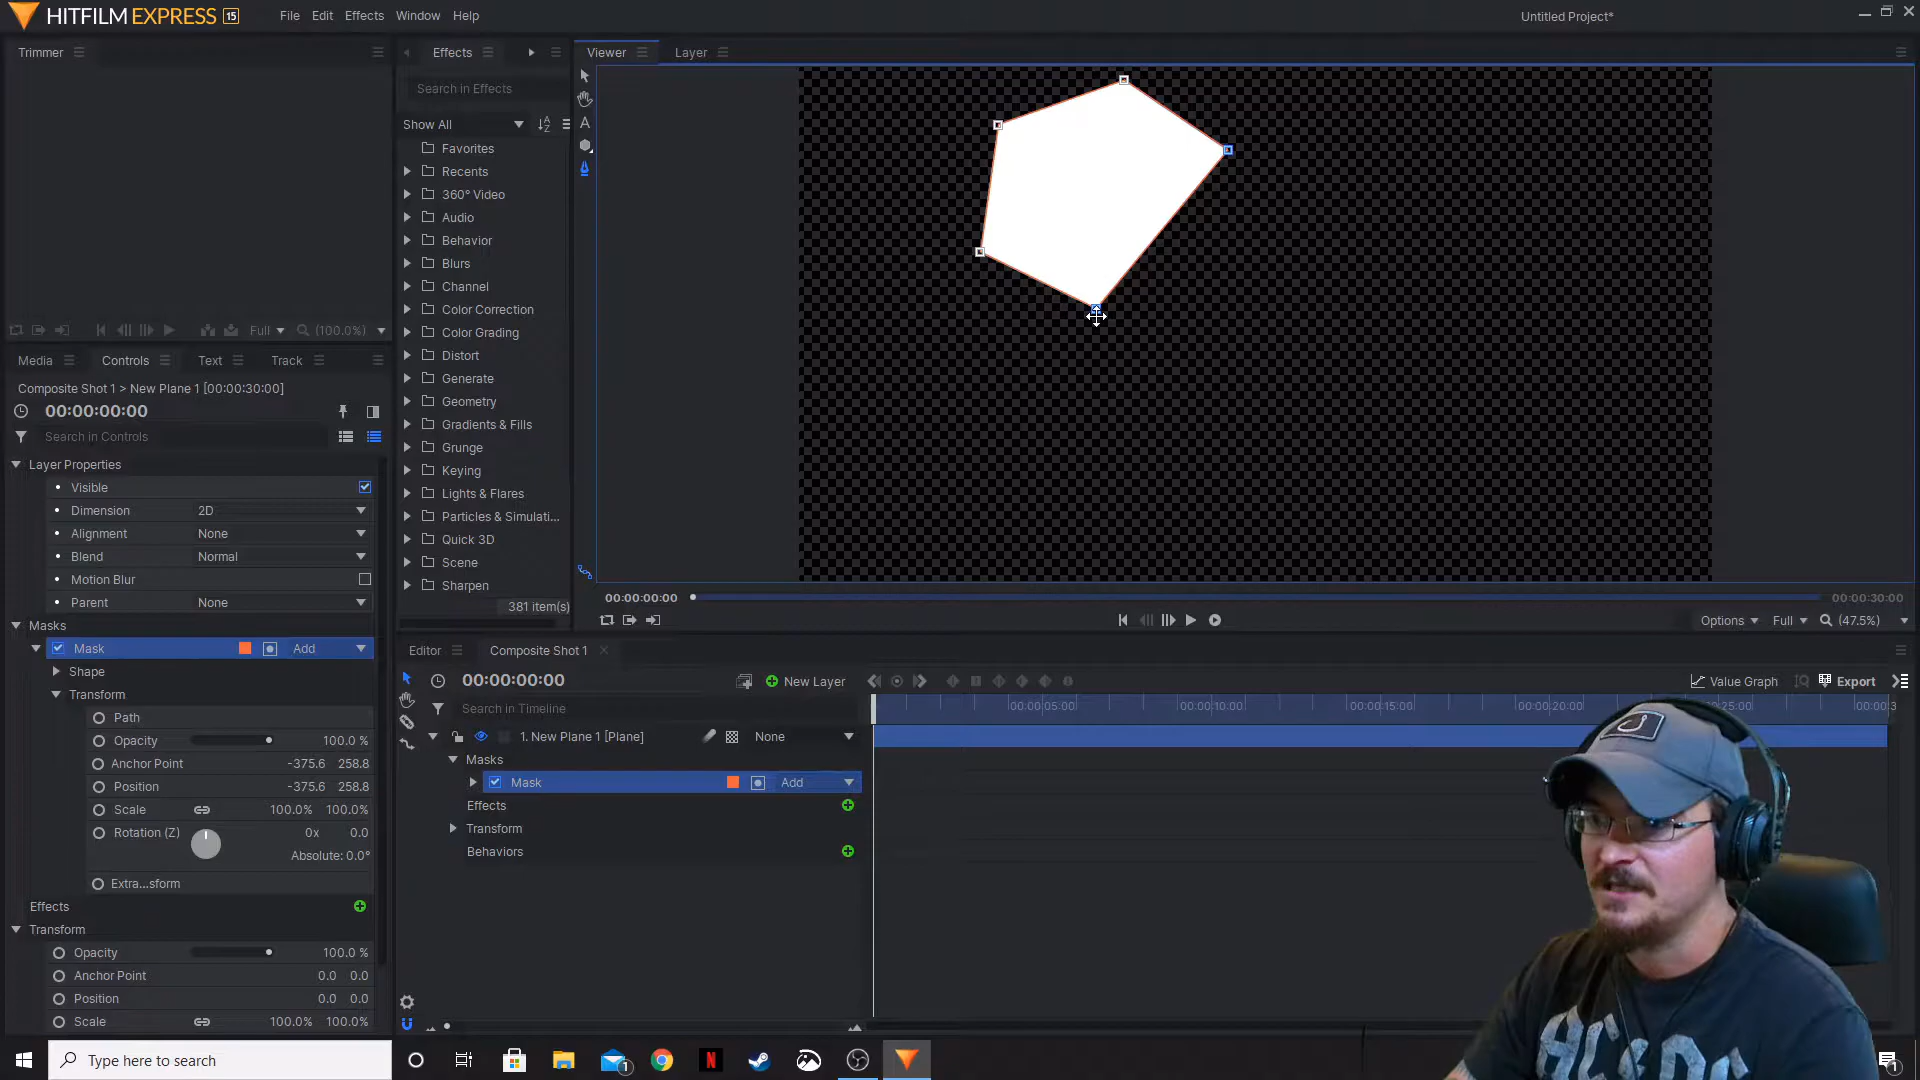 HITFILM EXPRESS 15
File Edit Effects Window Help
Untitled Project*
Trimmer
Effects
Viewer
Layer
Search in Effects
Show All
Favorites
Recents
360° Video
Audio
Behavior
Blurs
Channel
Color Correction
Color Grading
Distort
Generate
Geometry
Gradients & Fills
Grunge
Keying
Lights & Flares
Particles & Simulati...
Quick 3D
Scene
Sharpen
381 item(s)
Full (100.0%)
Media Controls Text Track
Composite Shot 1 > New Plane 1 [00:00:30:00]
00:00:00:00
Search in Controls
Layer Properties
Visible
Dimension 2D
Alignment None
Blend Normal
Motion Blur
Parent None
Masks
Mask Add
Shape
Transform
Path
Opacity 100.0 %
Anchor Point -375.6 258.8
Position -375.6 258.8
Scale 100.0% 100.0%
Rotation (Z) 0x 0.0
Absolute: 0.0°
Extra...sform
Effects
Transform
Opacity 100.0 %
Anchor Point 0.0 0.0
Position 0.0 0.0
Scale 100.0% 100.0%
00:00:00:00
00:00:30:00
Options Full (47.5%)
Editor Composite Shot 1
00:00:00:00
New Layer
Value Graph
Export
Search in Timeline
00:00:05:00 00:00:10:00 00:00:15:00 00:00:20:00 00:00:25:00 00:00:3
1. New Plane 1 [Plane] None
Masks
Mask Add
Effects
Transform
Behaviors
Type here to search
1
1